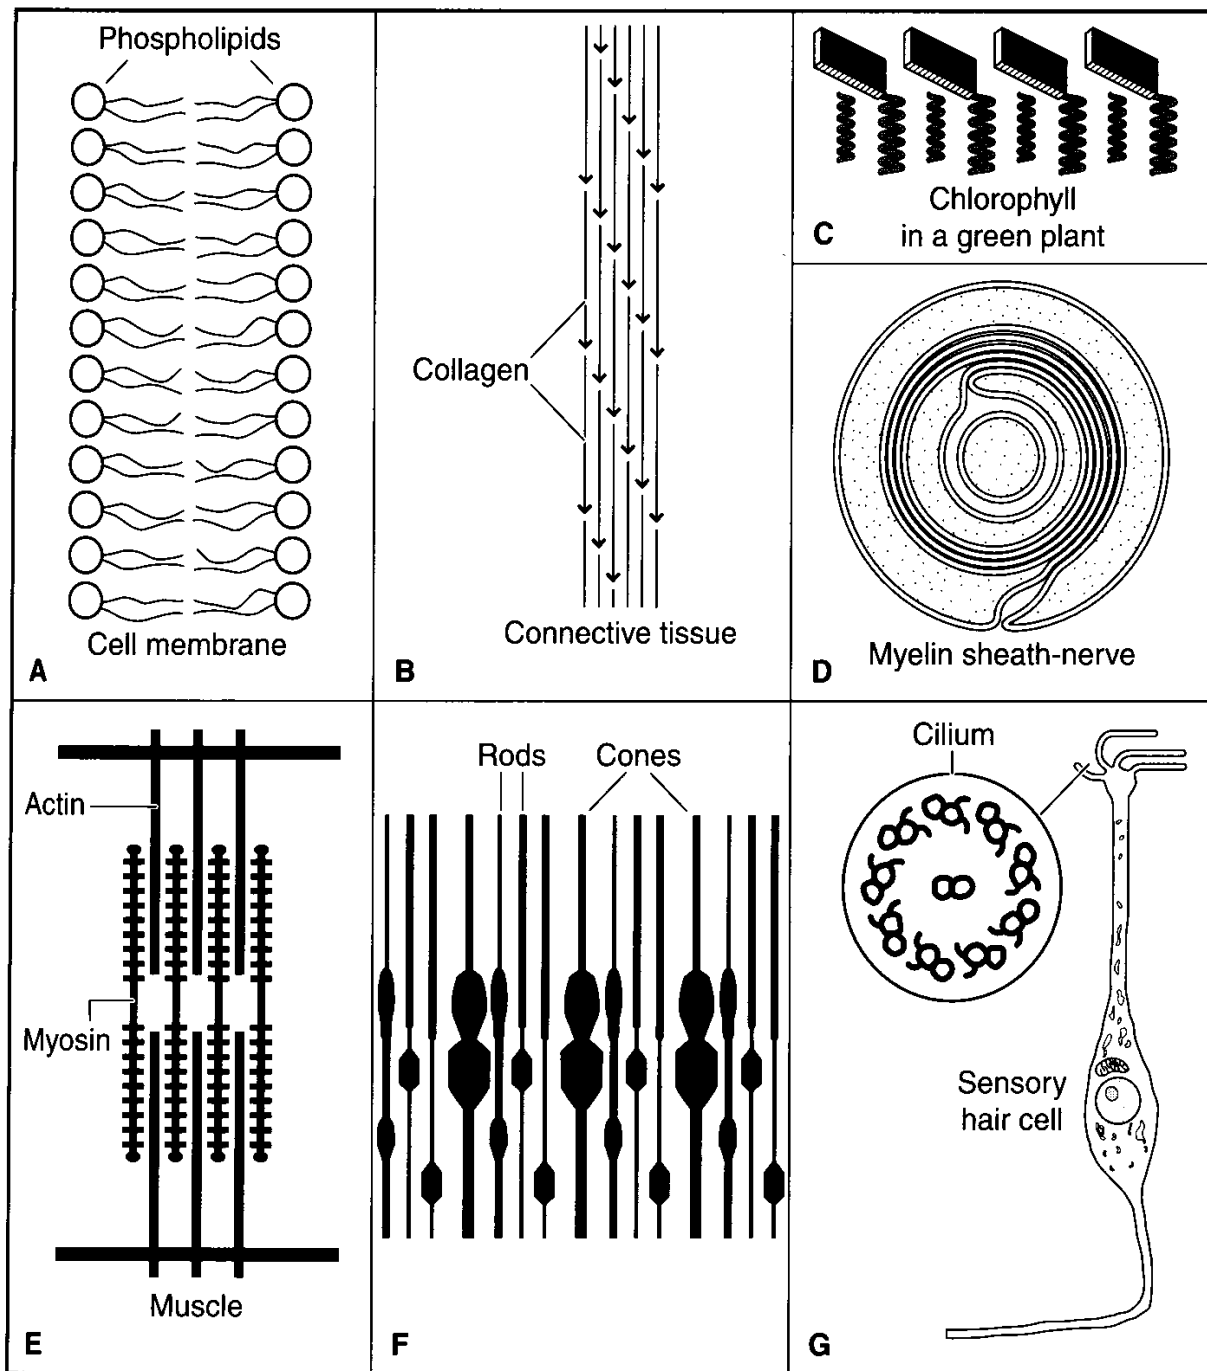 Phospholipids
Cell membrane
A
Collagen
Connective tissue
B
Chlorophyll
in a green plant
C
Myelin sheath-nerve
D
Actin
Myosin
Muscle
E
Rods
Cones
F
Cilium
Sensory
hair cell
G